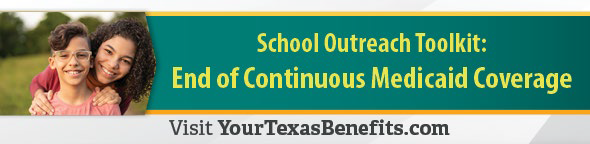 School Outreach Toolkit:
End of Continuous Medicaid Coverage
Visit YourTexasBenefits.com